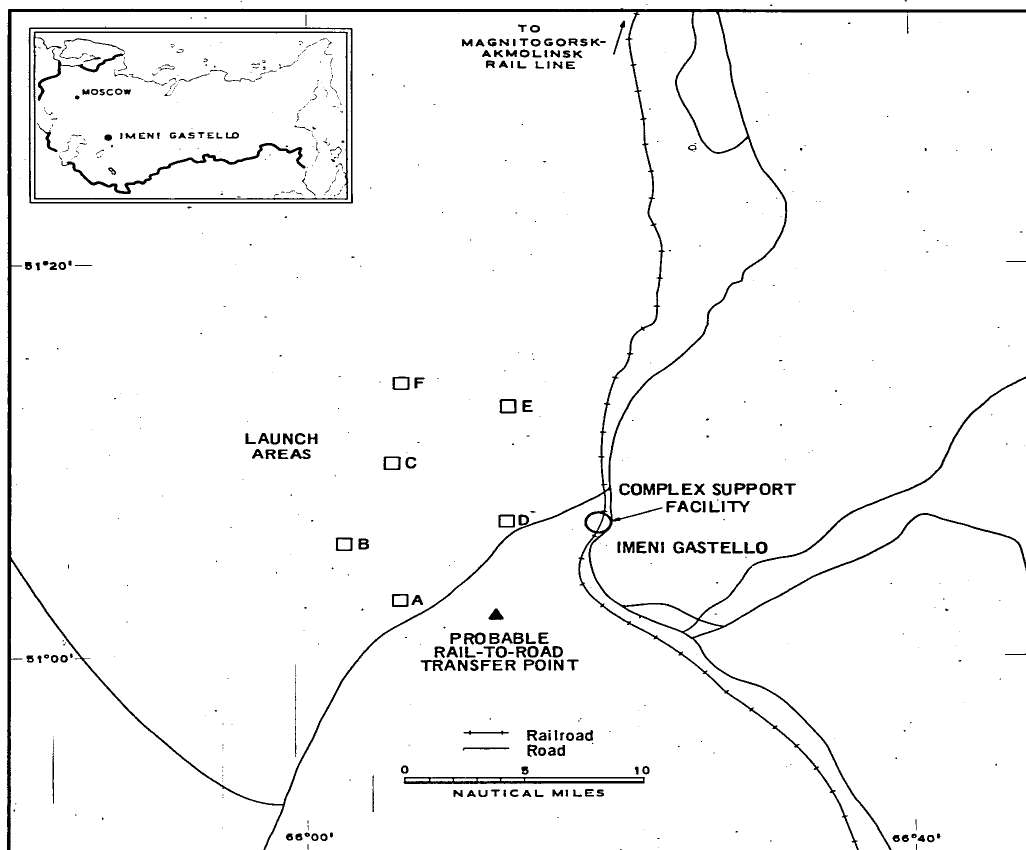 TO
MAGNITOGORSK-
AKMOLINSK
RAIL LINE
MOSCOW
IMENI GASTELLO
51°20'
F
E
LAUNCH
AREAS
C
COMPLEX SUPPORT
FACILITY
D
B
IMENI GASTELLO
A
PROBABLE
RAIL-TO-ROAD
TRANSFER POINT
51°00'
Railroad
Road
0 5 10
NAUTICAL MILES
66°00' 66°40'